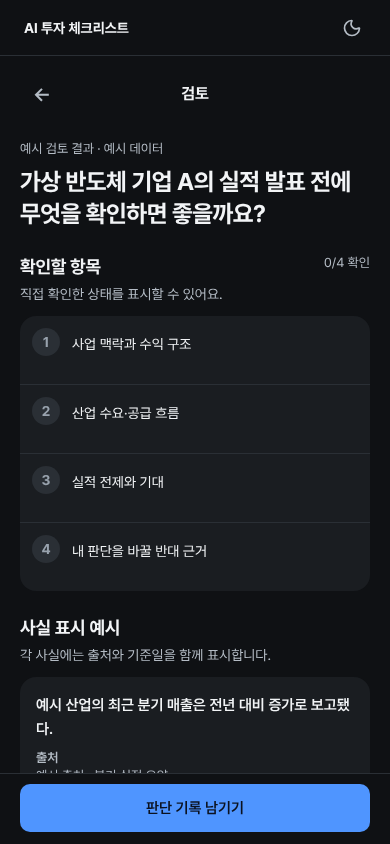 AI 투자 체크리스트
검토
예시 검토 결과 · 예시 데이터
가상 반도체 기업 A의 실적 발표 전에
무엇을 확인하면 좋을까요?
확인할 항목
0/4 확인
직접 확인한 상태를 표시할 수 있어요.
1 사업 맥락과 수익 구조
2 산업 수요·공급 흐름
3 실적 전제와 기대
4 내 판단을 바꿀 반대 근거
사실 표시 예시
각 사실에는 출처와 기준일을 함께 표시합니다.
예시 산업의 최근 분기 매출은 전년 대비 증가로 보고됐
다.
출처
판단 기록 남기기